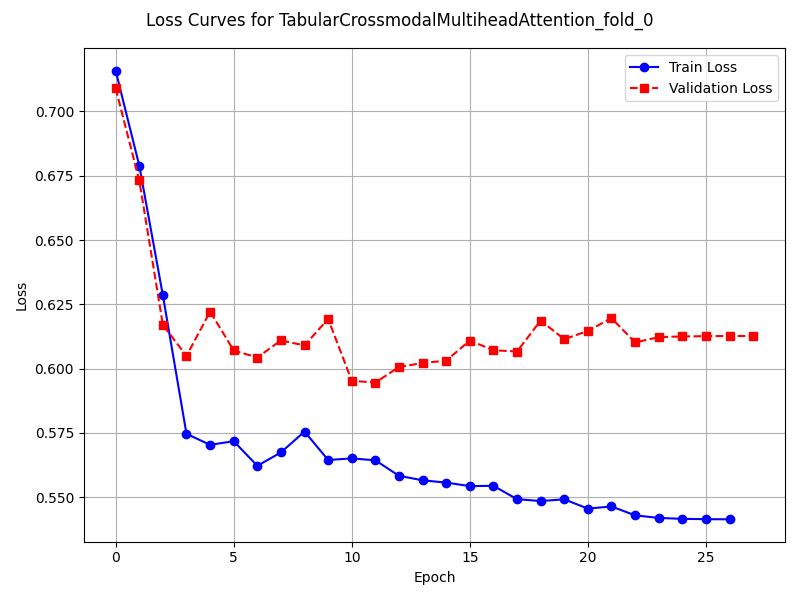 Loss Curves for TabularCrossmodalMultiheadAttention_fold_0
Train Loss
Validation Loss
0.700
0.675
0.650
0.625
0.600
0.575
0.550
Loss
0 5 10 15 20 25
Epoch